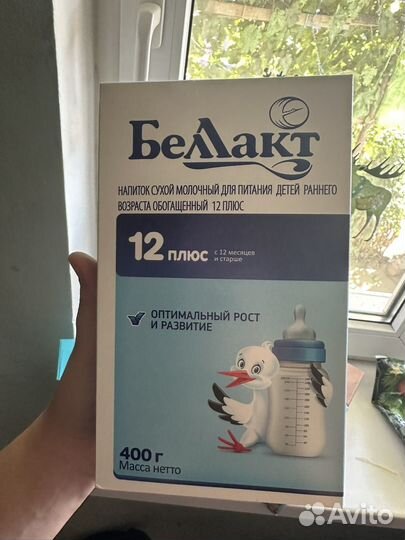 БеллакТ
НАПИТОК СУХОЙ МОЛОЧНЫЙ ДЛЯ ПИТАНИЯ ДЕТЕЙ РАННЕГО
ВОЗРАСТА ОБОГАЩЕННЫЙ 12 ПЛЮС
12 ПЛЮС
с 12 месяцев
и старше
ОПТИМАЛЬНЫЙ РОСТ
И РАЗВИТИЕ
400 г
Масса нетто
Avito